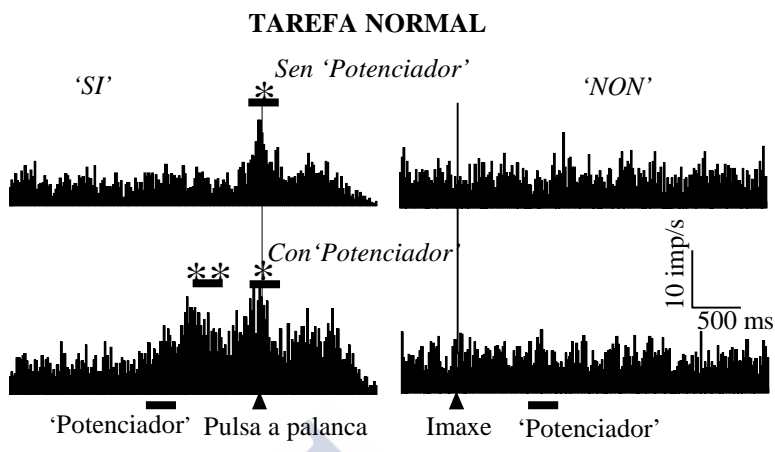 TAREFA NORMAL
‘SI’
Sen ‘Potenciador’
‘NON’
*
Con‘Potenciador’
**
*
10 imp/s
500 ms
‘Potenciador’
Pulsa a palanca
Imaxe
‘Potenciador’